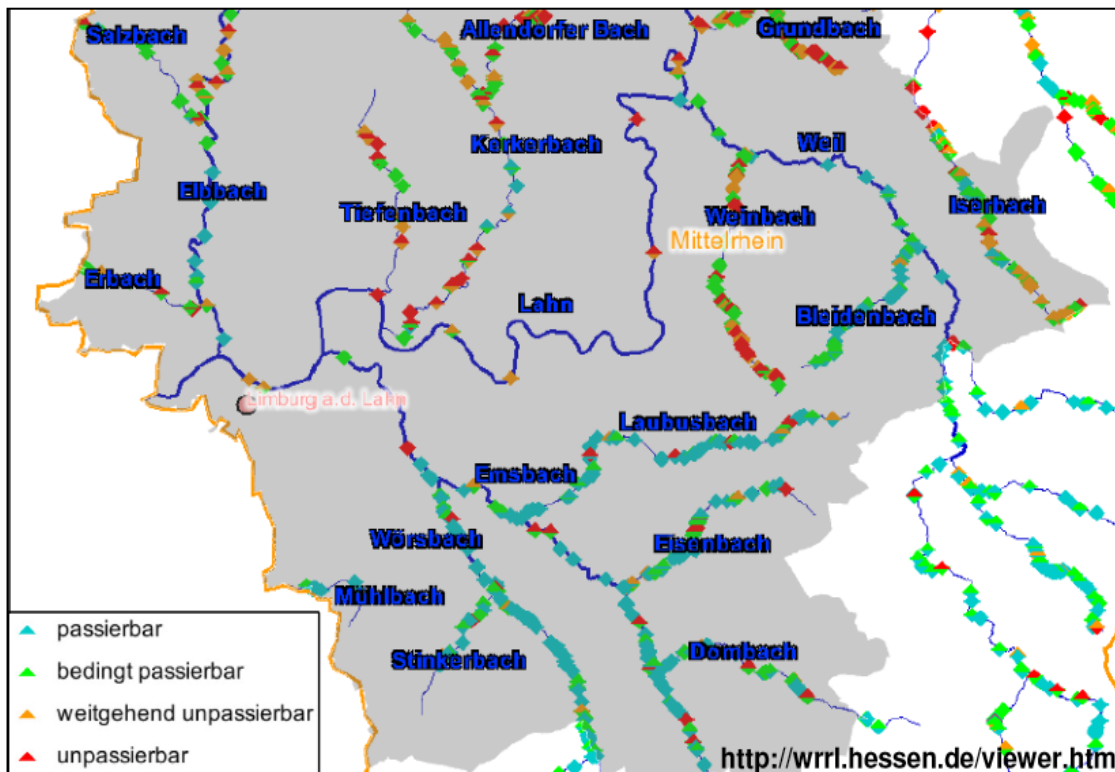 Salzbach
Allendorfer Bach
Grundbach
Kerkerbach
Weil
Elbbach
Tiefenbach
Weinbach
Iserbach
Mittelrhein
Erbach
Lahn
Bleidenbach
Limburg a.d. Lahn
Laubusbach
Emsbach
Wörsbach
Eisenbach
Mühlbach
Stinkerbach
Dombach
passierbar
bedingt passierbar
weitgehend unpassierbar
unpassierbar
http://wrrl.hessen.de/viewer.htm